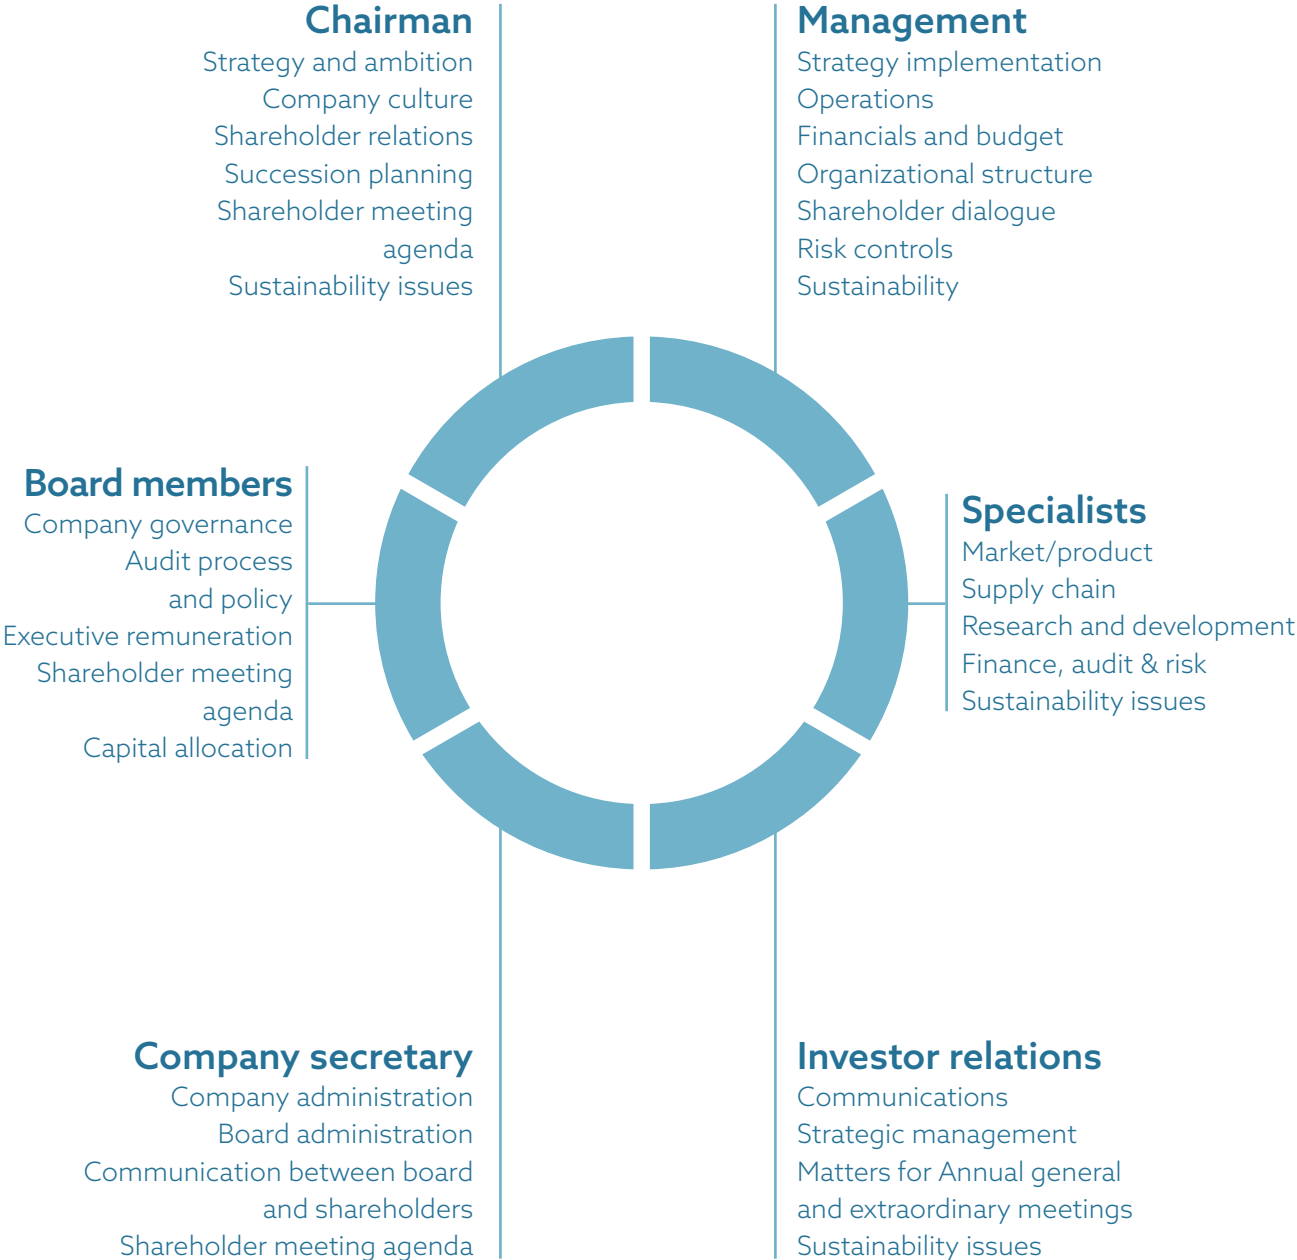 Chairman
Strategy and ambition
Company culture
Shareholder relations
Succession planning
Shareholder meeting
agenda
Sustainability issues
Management
Strategy implementation
Operations
Financials and budget
Organizational structure
Shareholder dialogue
Risk controls
Sustainability
Board members
Company governance
Audit process
and policy
Executive remuneration
Shareholder meeting
agenda
Capital allocation
Specialists
Market/product
Supply chain
Research and development
Finance, audit & risk
Sustainability issues
Company secretary
Company administration
Board administration
Communication between board
and shareholders
Shareholder meeting agenda
Investor relations
Communications
Strategic management
Matters for Annual general
and extraordinary meetings
Sustainability issues